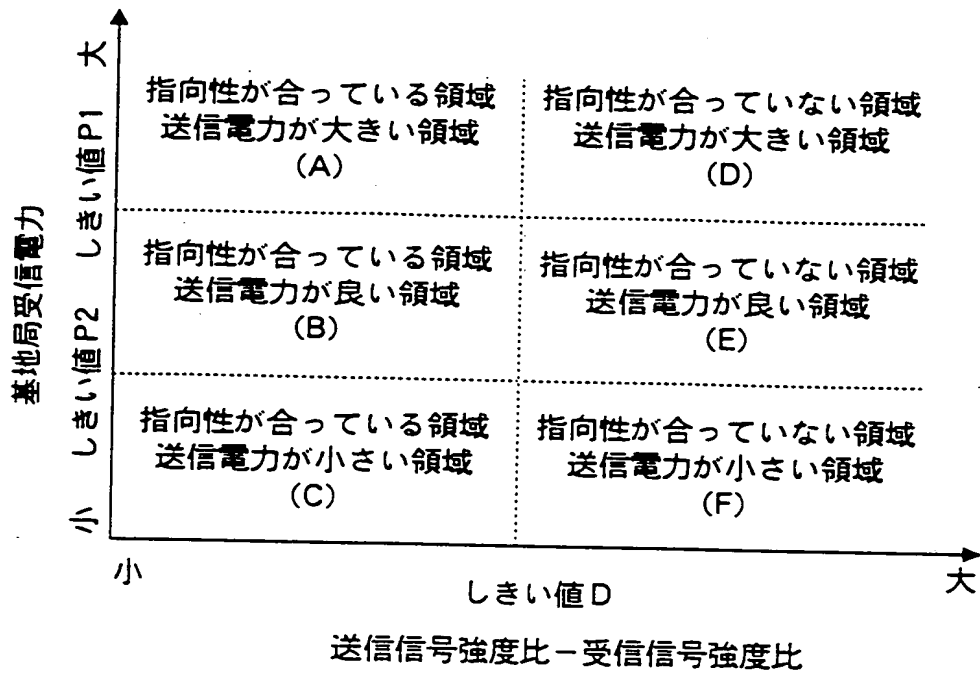 基地局受信電力
小 しきい値P2 しきい値P1 大
指向性が合っている領域
送信電力が大きい領域
(A)
指向性が合っていない領域
送信電力が大きい領域
(D)
指向性が合っている領域
送信電力が良い領域
(B)
指向性が合っていない領域
送信電力が良い領域
(E)
指向性が合っている領域
送信電力が小さい領域
(C)
指向性が合っていない領域
送信電力が小さい領域
(F)
小 しきい値D 大
送信信号強度比-受信信号強度比